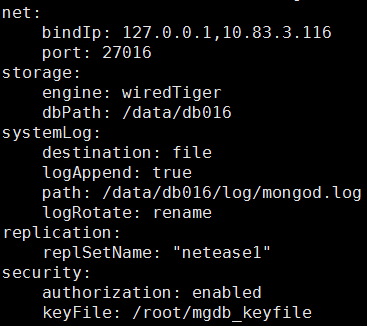 net:
    bindIp: 127.0.0.1,10.83.3.116
    port: 27016
storage:
    engine: wiredTiger
    dbPath: /data/db016
systemLog:
    destination: file
    logAppend: true
    path: /data/db016/log/mongod.log
    logRotate: rename
replication:
    replSetName: "netease1"
security:
    authorization: enabled
    keyFile: /root/mgdb_keyfile